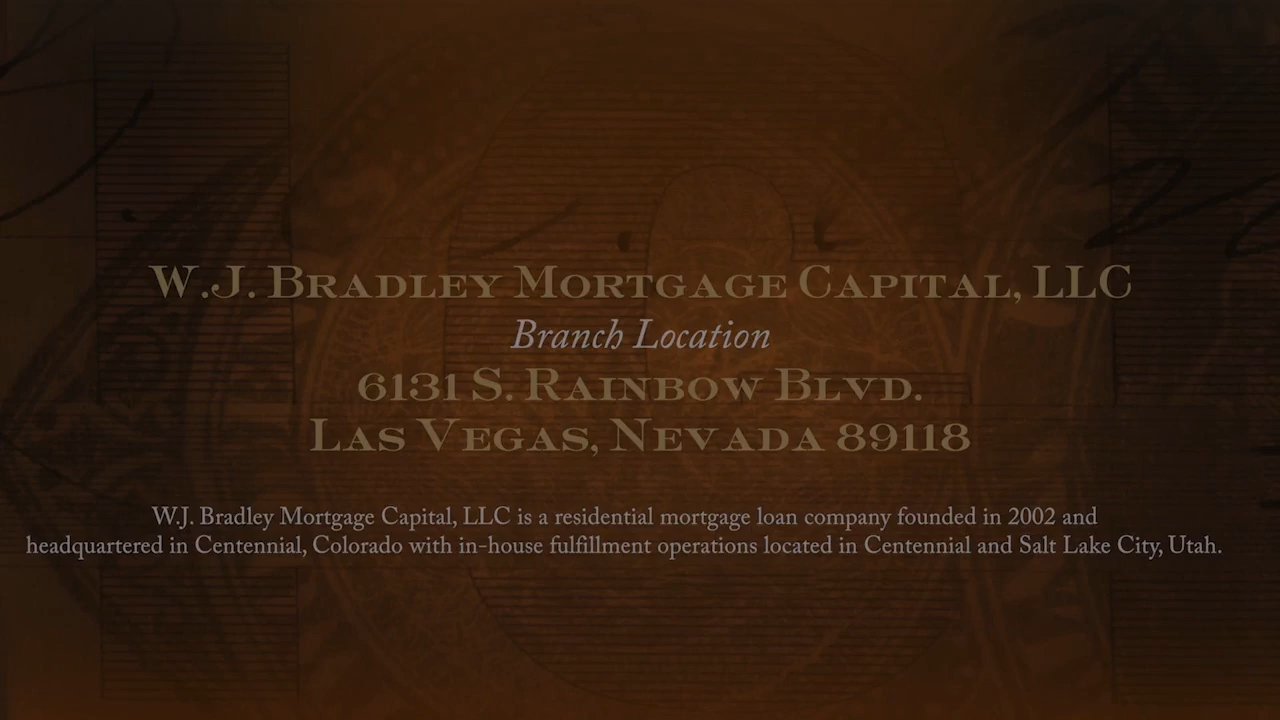 W.J. Bradley Mortgage Capital, LLC
Branch Location
6131 S. Rainbow Blvd.
Las Vegas, Nevada 89118
W.J. Bradley Mortgage Capital, LLC is a residential mortgage loan company founded in 2002 and
headquartered in Centennial, Colorado with in-house fulfillment operations located in Centennial and Salt Lake City, Utah.